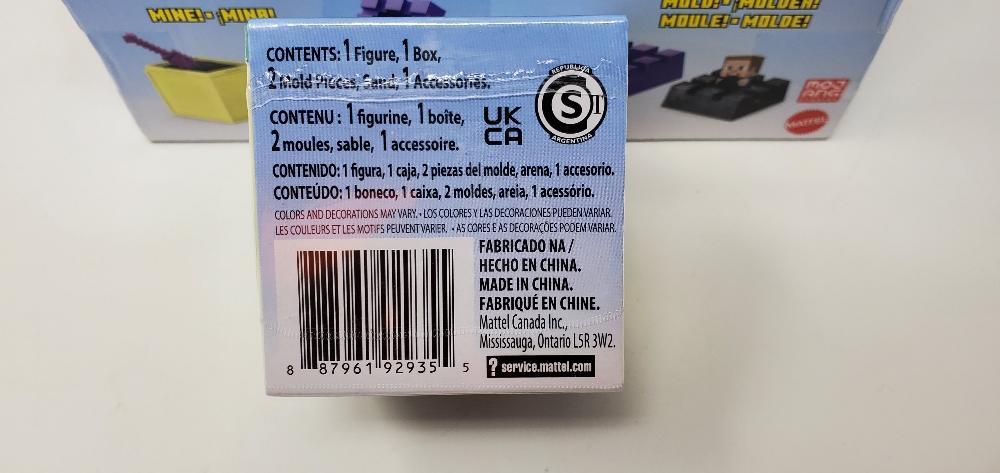 MINE! • ¡MINA!
MOLD! • ¡MOLDEA!
MOULE! • MOLDE!
MOJANG
MATTEL
CONTENTS: 1 Figure, 1 Box,
2 Mold Pieces, Sand, 1 Accessories.
CONTENU : 1 figurine, 1 boîte,
2 moules, sable, 1 accessoire.
UK
CA
REPUBLICA
S
ARGENTINA
CONTENIDO: 1 figura, 1 caja, 2 piezas del molde, arena, 1 accesorio.
CONTEÚDO: 1 boneco, 1 caixa, 2 moldes, areia, 1 acessório.
COLORS AND DECORATIONS MAY VARY. • LOS COLORES Y LAS DECORACIONES PUEDEN VARIAR.
LES COULEURS ET LES MOTIFS PEUVENT VARIER. • AS CORES E AS DECORAÇÕES PODEM VARIAR.
FABRICADO NA /
HECHO EN CHINA.
MADE IN CHINA.
FABRIQUÉ EN CHINE.
Mattel Canada Inc.,
Mississauga, Ontario L5R 3W2.
? service.mattel.com
8 87961 92935 5